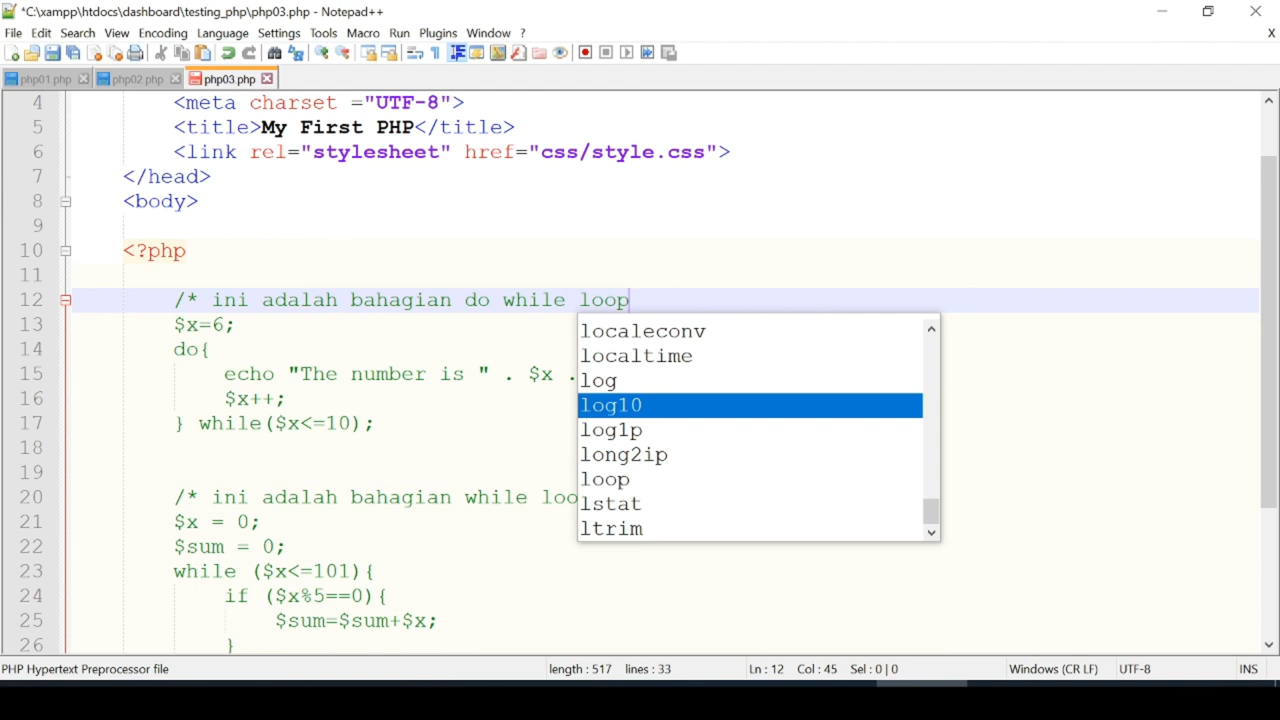 *C:\xampp\htdocs\dashboard\testing_php\php03.php - Notepad++
File Edit Search View Encoding Language Settings Tools Macro Run Plugins Window ? X
php01.php php02.php php03.php
4 <meta charset ="UTF-8">
5 <title>My First PHP</title>
6 <link rel="stylesheet" href="css/style.css">
7 </head>
8 <body>
9
10 <?php
11
12 /* ini adalah bahagian do while loop
13 $x=6;
14 do{
15 echo "The number is " . $x .
16 $x++;
17 } while($x<=10);
18
19
20 /* ini adalah bahagian while loo
21 $x = 0;
22 $sum = 0;
23 while ($x<=101){
24 if ($x%5==0){
25 $sum=$sum+$x;
26 }
localeconv
localtime
log
log10
log1p
long2ip
loop
lstat
ltrim
PHP Hypertext Preprocessor file length : 517 lines : 33 Ln : 12 Col : 45 Sel : 0 | 0 Windows (CR LF) UTF-8 INS